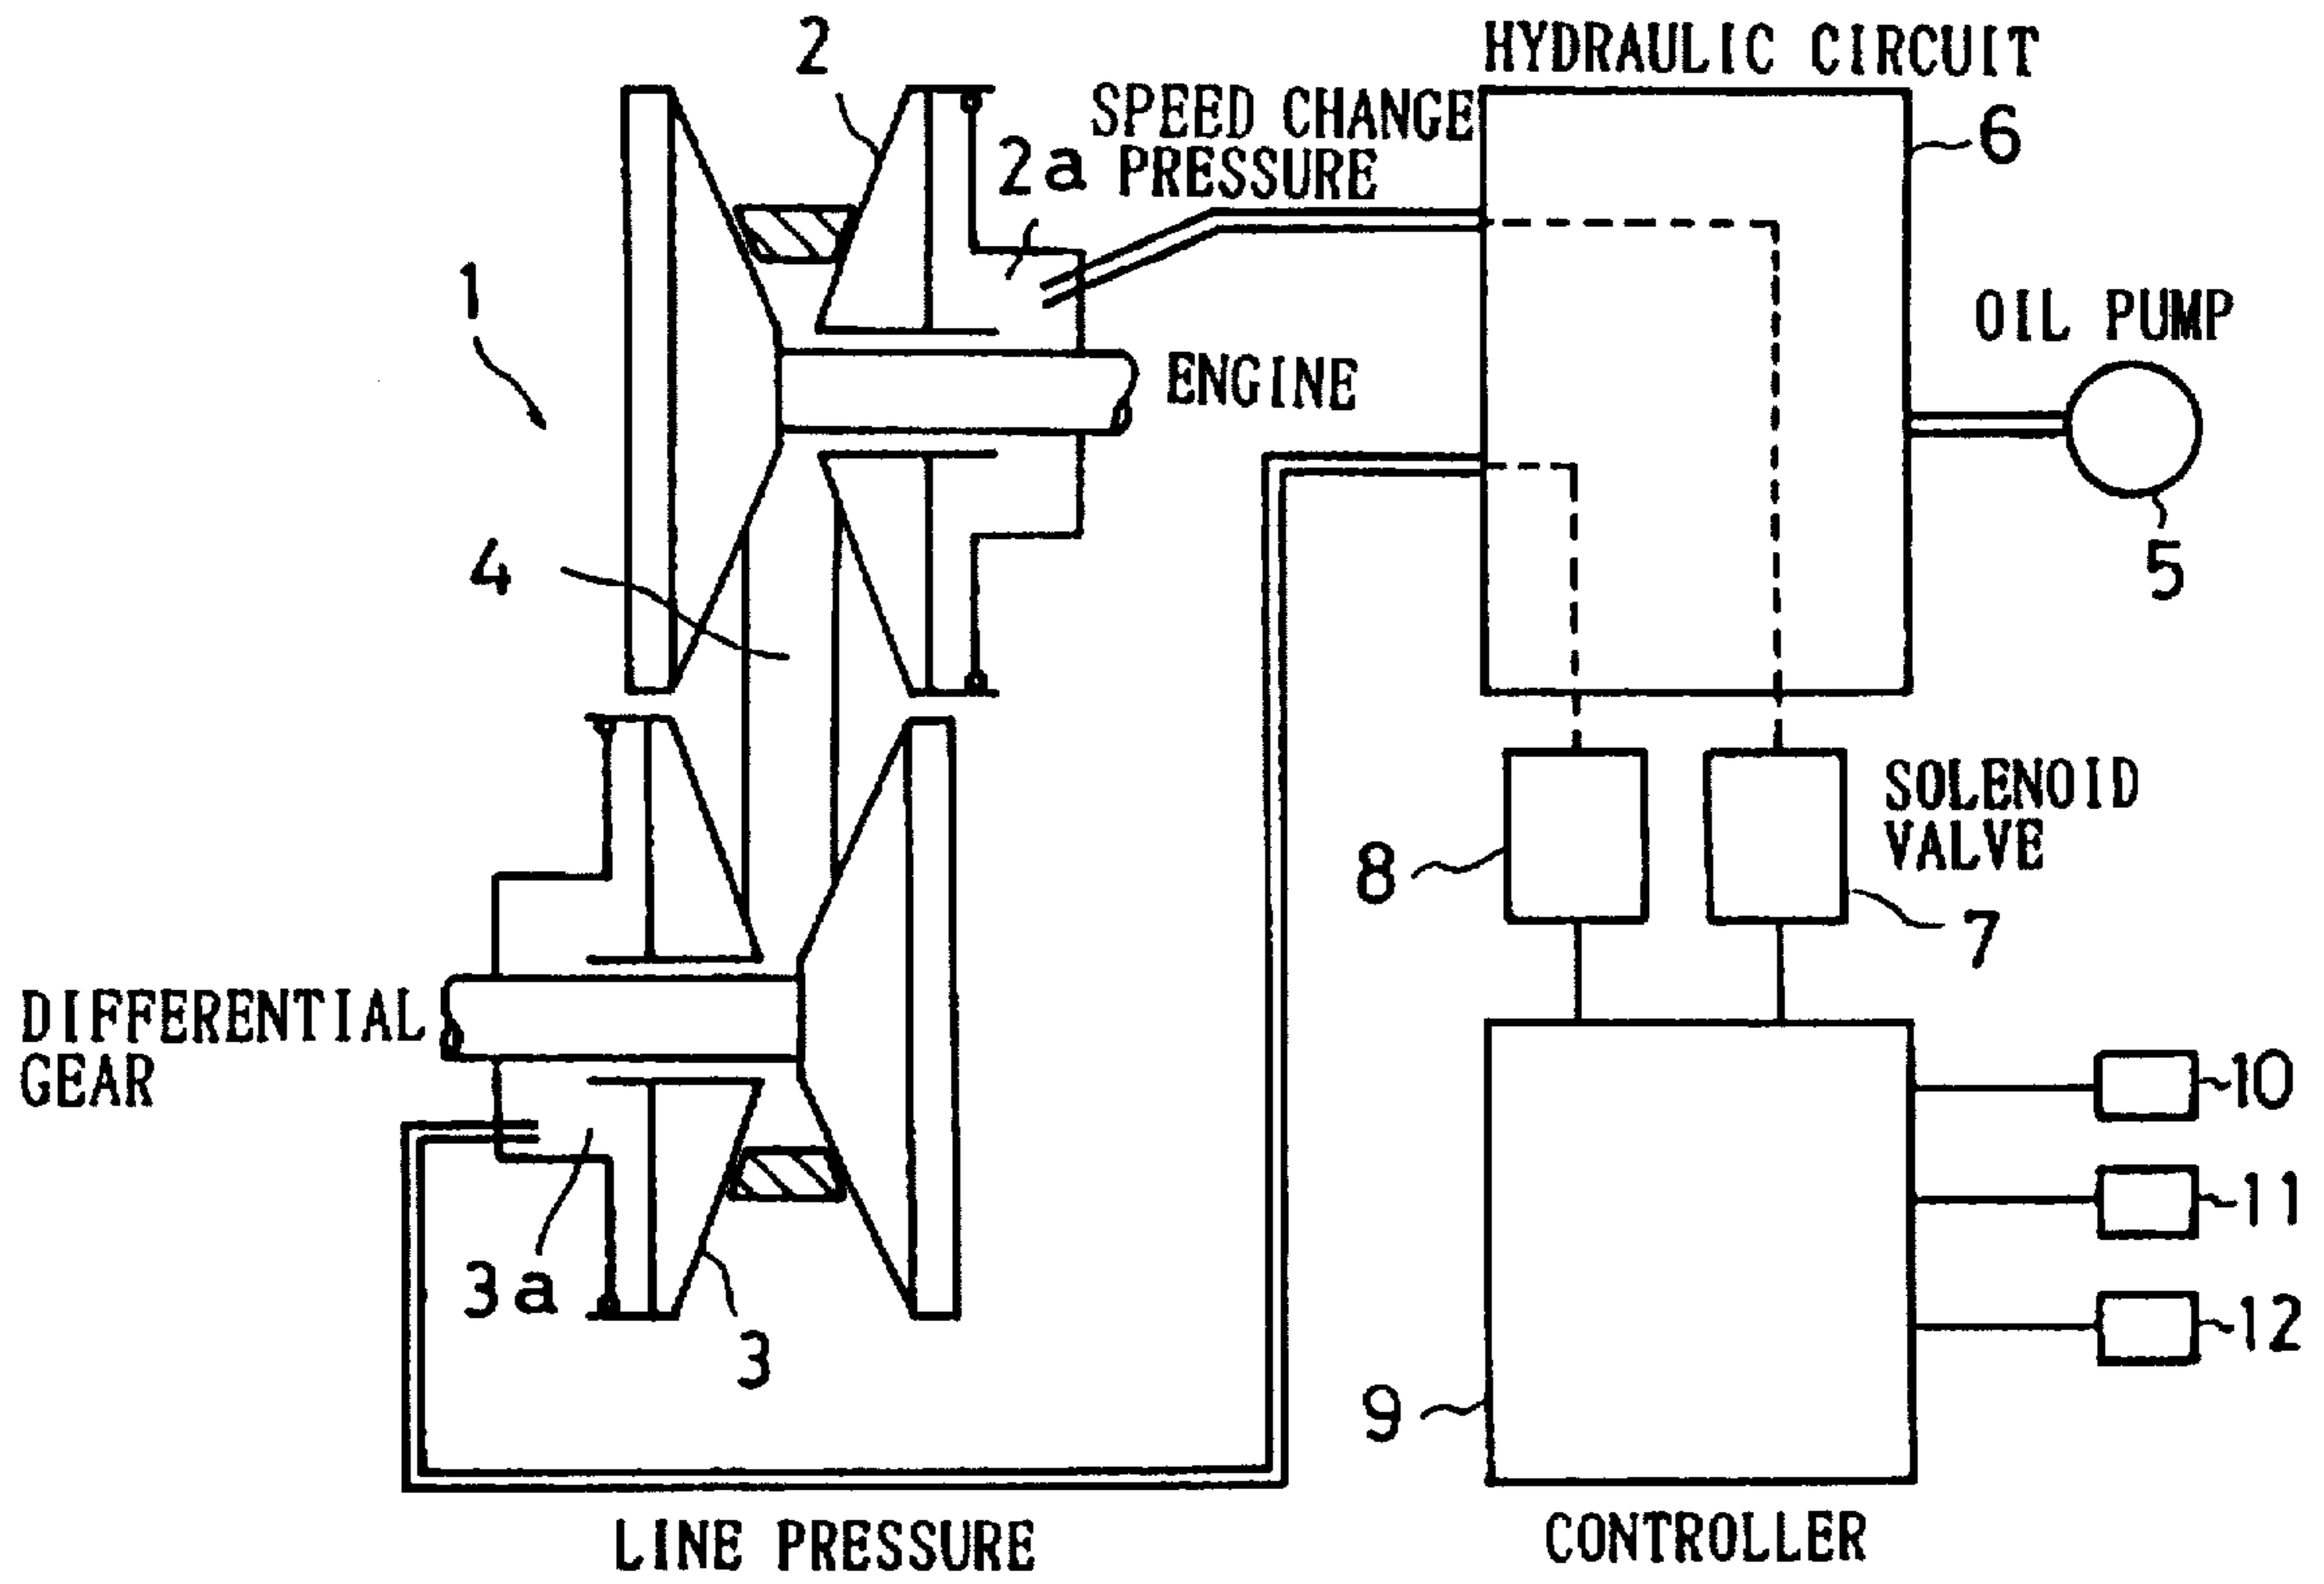 2
HYDRAULIC CIRCUIT
SPEED CHANGE
PRESSURE
2a
6
1
OIL PUMP
ENGINE
4
5
SOLENOID
VALVE
8
7
DIFFERENTIAL
GEAR
10
11
3a
12
3
9
LINE PRESSURE
CONTROLLER